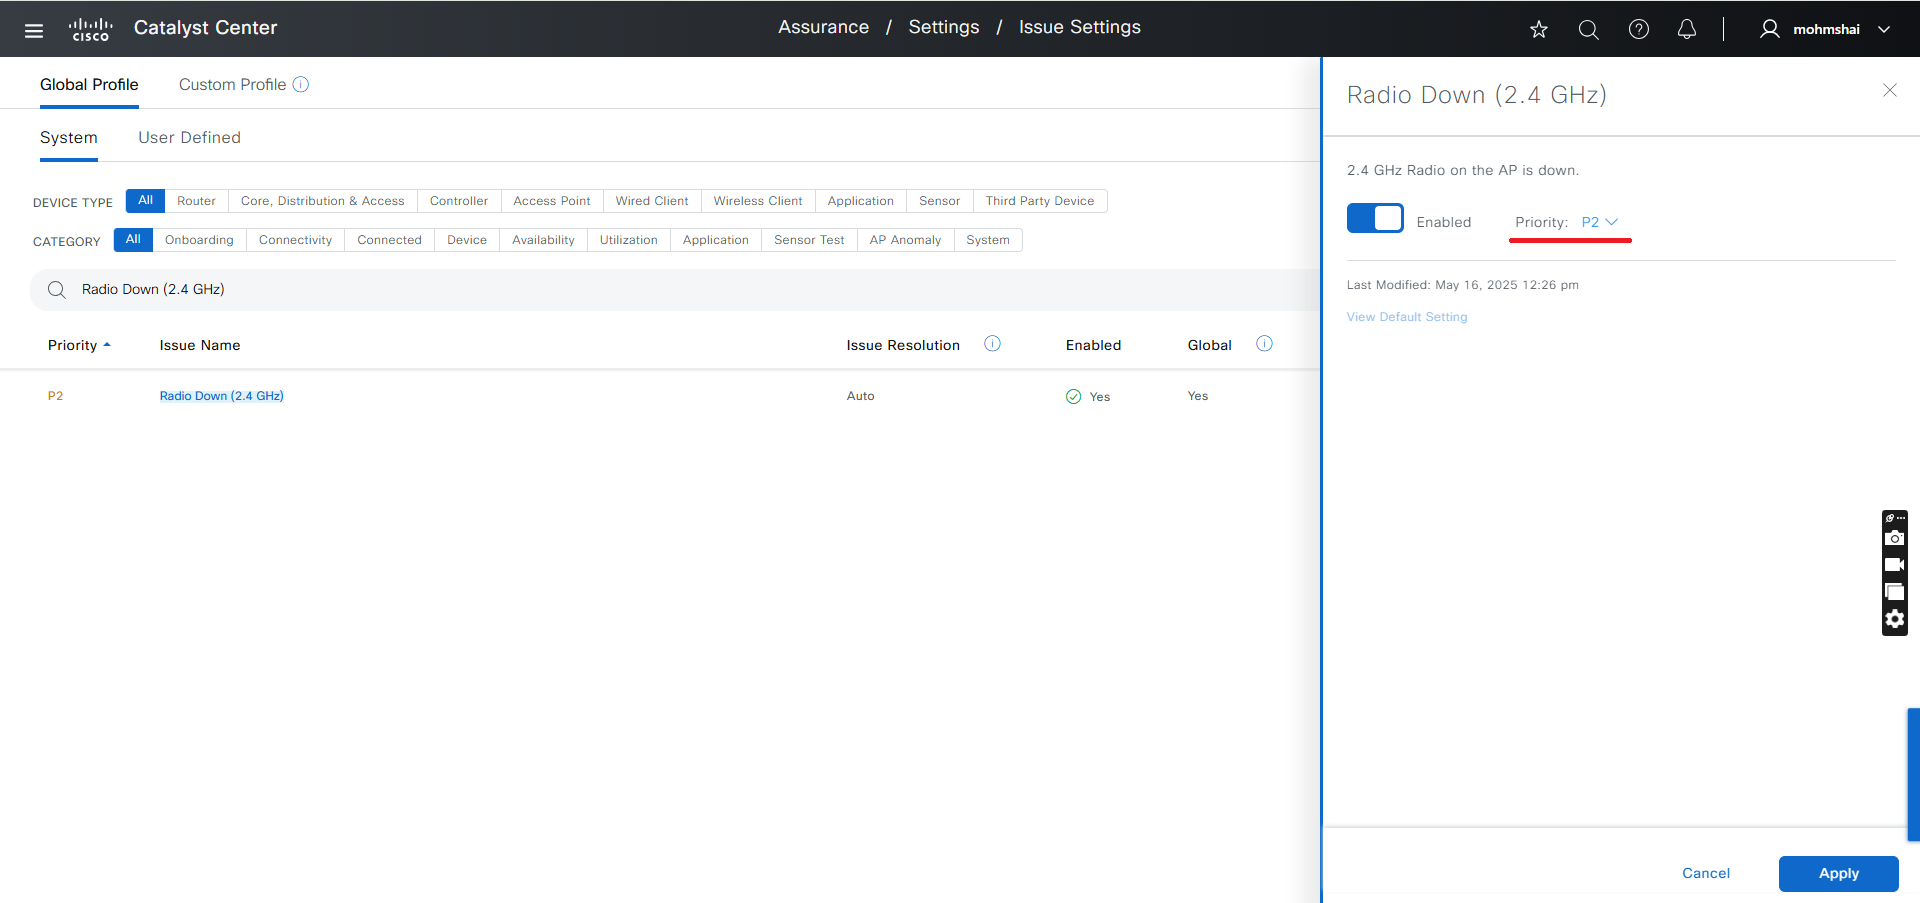 cisco Catalyst Center
Assurance / Settings / Issue Settings
mohmshai
Global Profile Custom Profile
System User Defined
DEVICE TYPE All Router Core, Distribution & Access Controller Access Point Wired Client Wireless Client Application Sensor Third Party Device
CATEGORY All Onboarding Connectivity Connected Device Availability Utilization Application Sensor Test AP Anomaly System
Radio Down (2.4 GHz)
Priority Issue Name Issue Resolution Enabled Global
P2 Radio Down (2.4 GHz) Auto Yes Yes
Radio Down (2.4 GHz)
2.4 GHz Radio on the AP is down.
Enabled Priority: P2
Last Modified: May 16, 2025 12:26 pm
View Default Setting
Cancel Apply